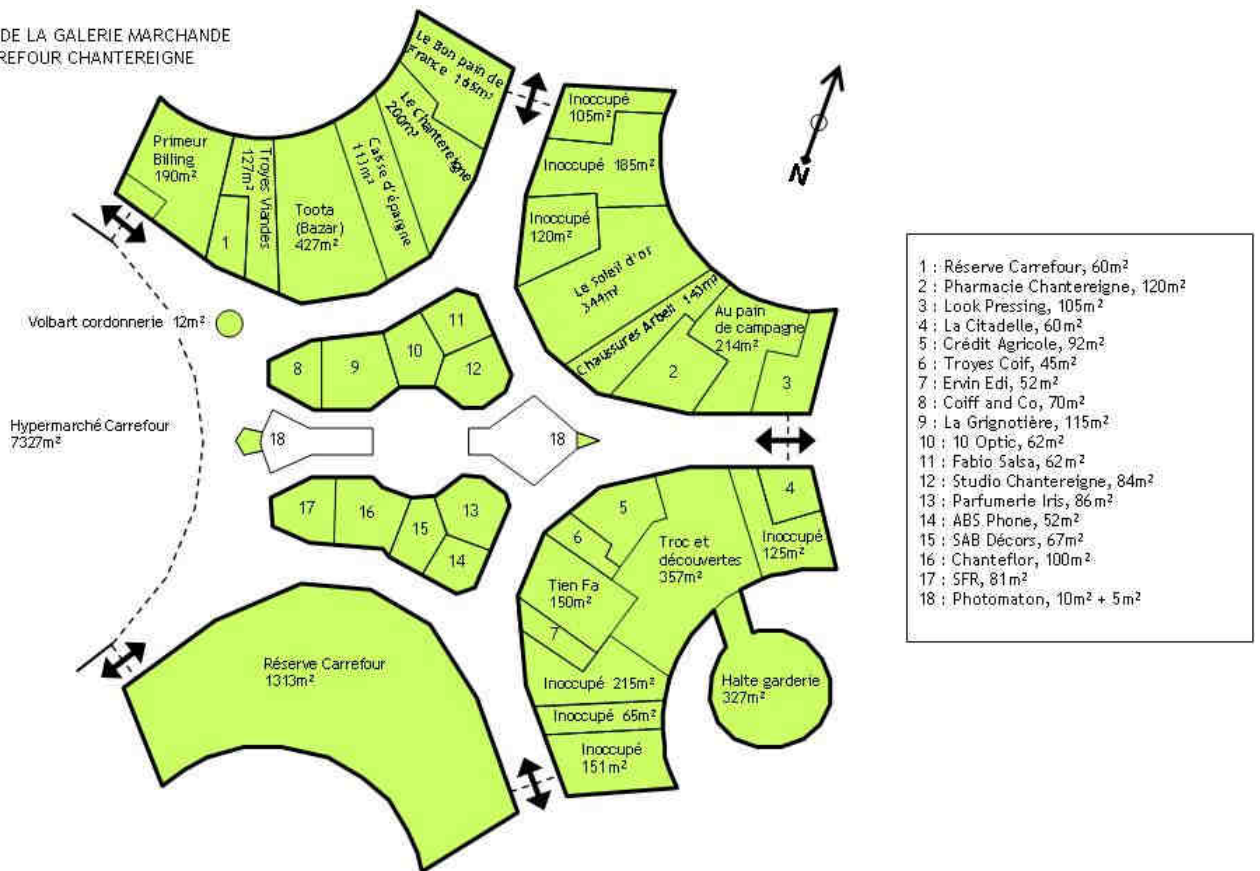 DE LA GALERIE MARCHANDE
REFOUR CHANTEREIGNE
Le Bon pain de
France 165m²
Le Chantereigne
200m²
Caisse d'épargne
113m²
Primeur
Billing
190m²
Troyes Viandes
127m²
1
Toota
(Bazar)
427m²
Inoccupé
105m²
Inoccupé 185m²
Inoccupé
120m²
Le Soleil d'or
344m²
Chaussures Arbell 143m²
Au pain
de campagne
214m²
2
3
N
Volbart cordonnerie 12m²
8
9
10
11
12
Hypermarché Carrefour
7327m²
18
18
17
16
15
13
14
5
6
4
Troc et
découvertes
357m²
Inoccupé
125m²
Tien Fa
150m²
7
Inoccupé 215m²
Inoccupé 65m²
Inoccupé
151m²
Halte garderie
327m²
Réserve Carrefour
1313m²
1 : Réserve Carrefour, 60m²
2 : Pharmacie Chantereigne, 120m²
3 : Look Pressing, 105m²
4 : La Citadelle, 60m²
5 : Crédit Agricole, 92m²
6 : Troyes Coif, 45m²
7 : Ervin Edi, 52m²
8 : Coiff and Co, 70m²
9 : La Grignotière, 115m²
10 : 10 Optic, 62m²
11 : Fabio Salsa, 62m²
12 : Studio Chantereigne, 84m²
13 : Parfumerie Iris, 86m²
14 : ABS Phone, 52m²
15 : SAB Décors, 67m²
16 : Chanteflor, 100m²
17 : SFR, 81m²
18 : Photomaton, 10m² + 5m²